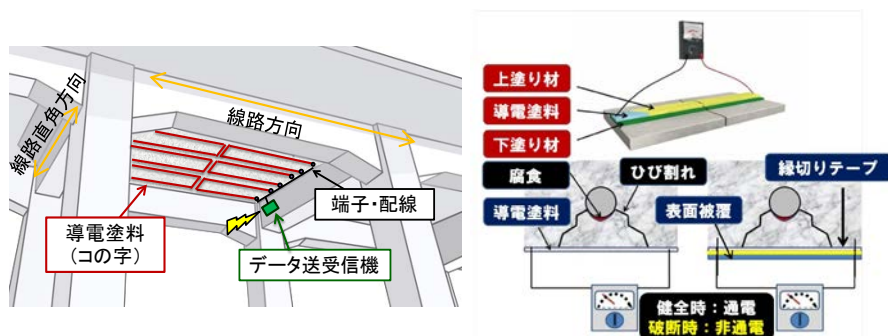 線路直角方向
線路方向
端子・配線
導電塗料
(コの字)
データ送受信機
上塗り材
導電塗料
下塗り材
腐食
ひび割れ
縁切りテープ
導電塗料
表面被覆
健全時：通電
破断時：非通電